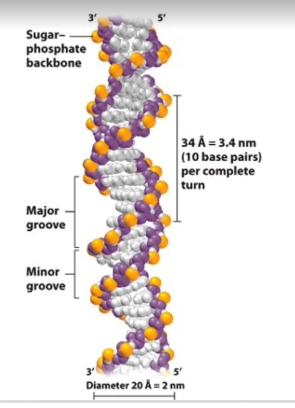 3′ 5′
Sugar–
phosphate
backbone
34 Å = 3.4 nm
(10 base pairs)
per complete
turn
Major
groove
Minor
groove
3′ 5′
Diameter 20 Å = 2 nm